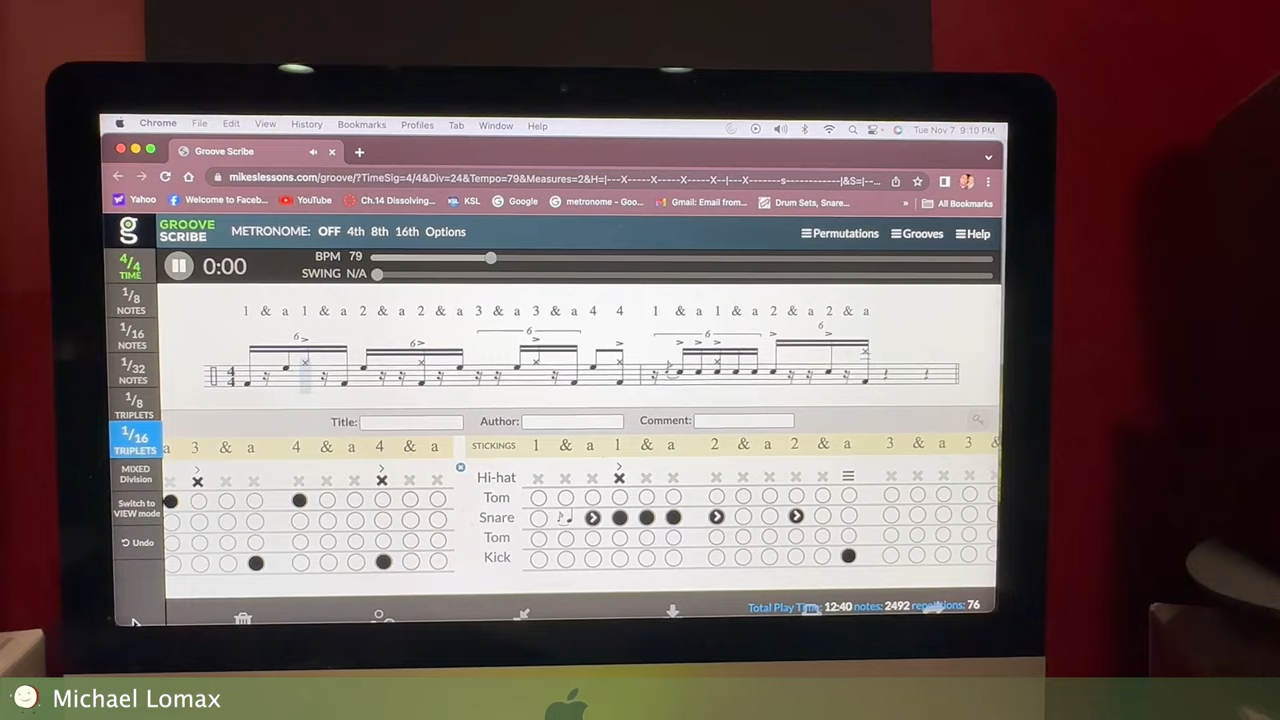 Chrome File Edit View History Bookmarks Profiles Tab Window Help Tue Nov 7 9:10 PM
Groove Scribe
mikeslessons.com/groove/?TimeSig=4/4&Div=24&Tempo=79&Measures=2&H=|---X-----X-----X-----X--|---X-------s------------|&S=|--...
Yahoo Welcome to Faceb... YouTube Ch.14 Dissolving... KSL Google metronome – Goo... Gmail: Email from... Drum Sets, Snare... » All Bookmarks
g GROOVE SCRIBE METRONOME: OFF 4th 8th 16th Options Permutations Grooves Help
4/4 TIME
0:00
BPM 79
SWING N/A
1/8 NOTES
1/16 NOTES
1/32 NOTES
1/8 TRIPLETS
1/16 TRIPLETS
MIXED Division
Switch to VIEW mode
Undo
1 & a 1 & a 2 & a 2 & a 3 & a 3 & a 4 4 1 & a 1 & a 2 & a 2 & a
6 6 6 6 6
4
4
Title: Author: Comment:
a 3 & a 4 & a 4 & a STICKINGS 1 & a 1 & a 2 & a 2 & a 3 & a 3 &
Hi-hat
Tom
Snare
Tom
Kick
Total Play Time: 12:40 notes: 2492 repetitions: 76
Michael Lomax